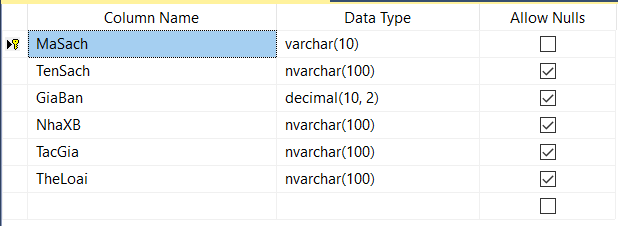 Column Name Data Type Allow Nulls
MaSach varchar(10)
TenSach nvarchar(100)
GiaBan decimal(10, 2)
NhaXB nvarchar(100)
TacGia nvarchar(100)
TheLoai nvarchar(100)